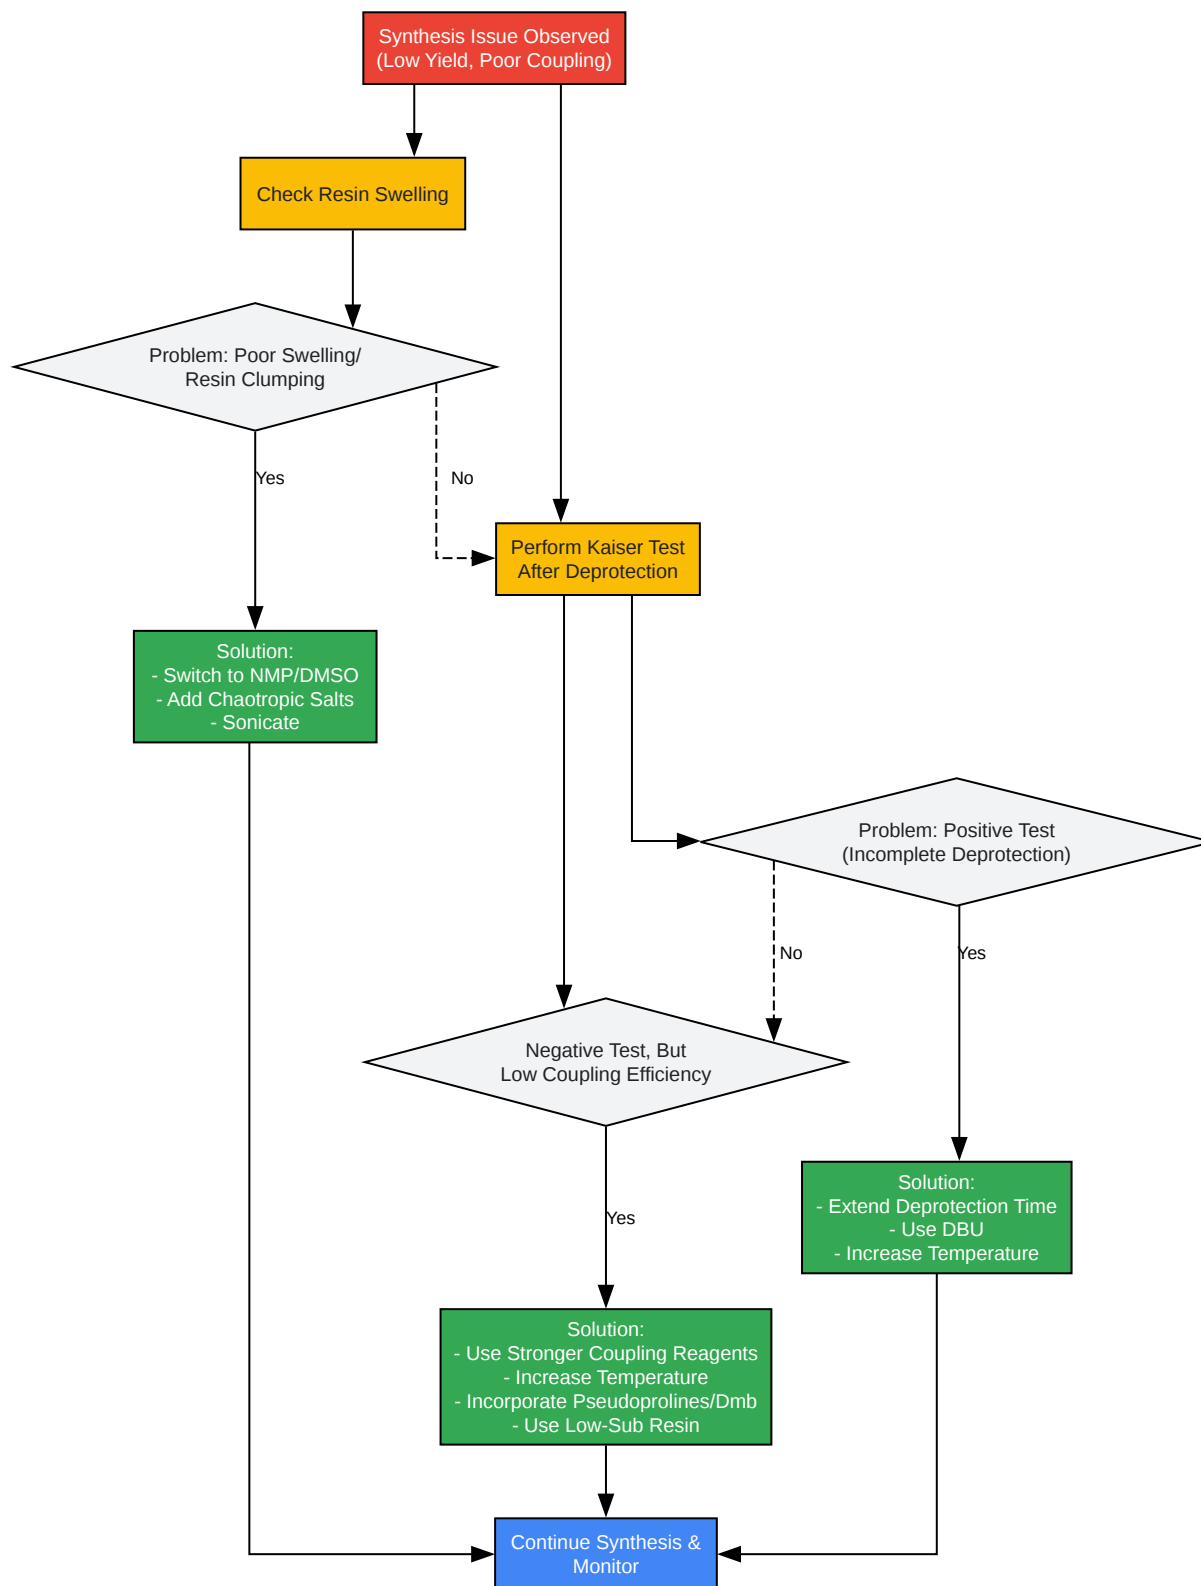 Synthesis Issue Observed
(Low Yield, Poor Coupling)
Check Resin Swelling
Problem: Poor Swelling/
Resin Clumping
Yes
No
Perform Kaiser Test
After Deprotection
Solution:
- Switch to NMP/DMSO
- Add Chaotropic Salts
- Sonicate
Problem: Positive Test
(Incomplete Deprotection)
No
Yes
Negative Test, But
Low Coupling Efficiency
Solution:
- Extend Deprotection Time
- Use DBU
- Increase Temperature
Yes
Solution:
- Use Stronger Coupling Reagents
- Increase Temperature
- Incorporate Pseudoprolines/Dmb
- Use Low-Sub Resin
Continue Synthesis &
Monitor